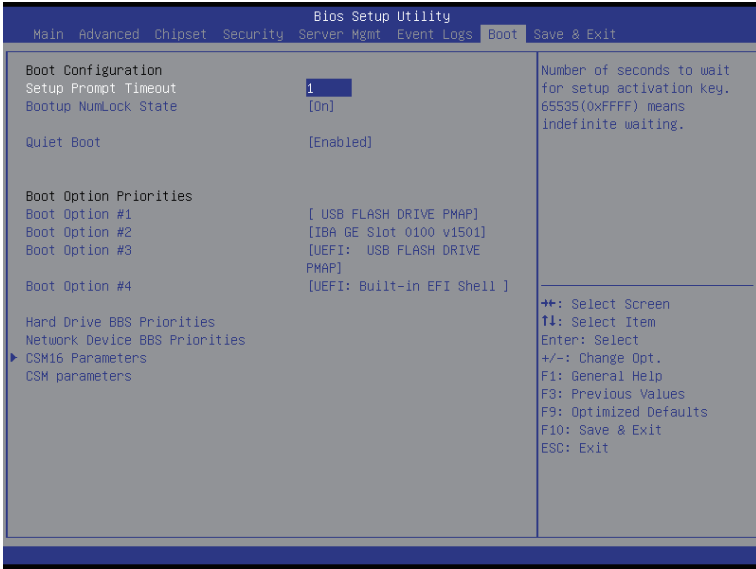 Bios Setup Utility
Main Advanced Chipset Security Server Mgmt Event Logs Boot Save & Exit
Boot Configuration
Setup Prompt Timeout 1
Bootup NumLock State [On]
Quiet Boot [Enabled]
Boot Option Priorities
Boot Option #1 [ USB FLASH DRIVE PMAP]
Boot Option #2 [IBA GE Slot 0100 v1501]
Boot Option #3 [UEFI: USB FLASH DRIVE
PMAP]
Boot Option #4 [UEFI: Built-in EFI Shell ]
Hard Drive BBS Priorities
Network Device BBS Priorities
CSM16 Parameters
CSM parameters
Number of seconds to wait
for setup activation key.
65535(0xFFFF) means
indefinite waiting.
→←: Select Screen
↑↓: Select Item
Enter: Select
+/-: Change Opt.
F1: General Help
F3: Previous Values
F9: Optimized Defaults
F10: Save & Exit
ESC: Exit